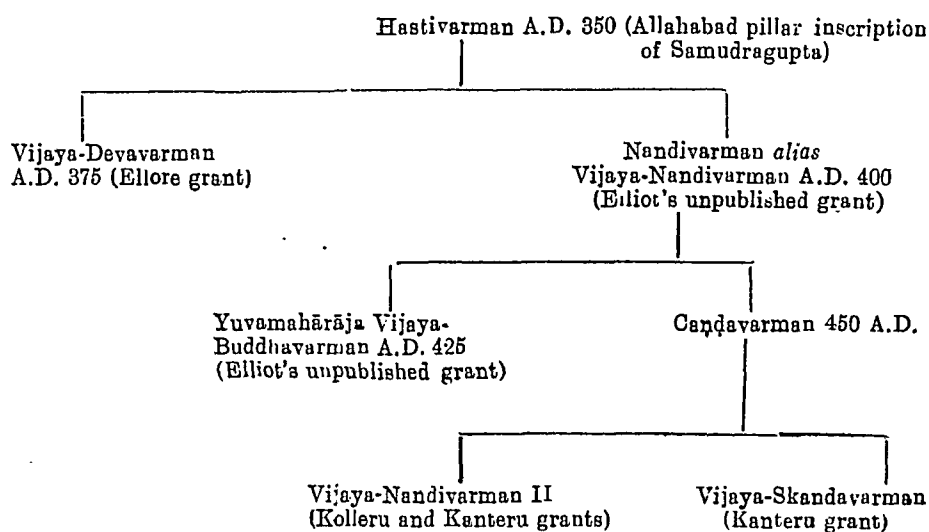 Hastivarman A.D. 350 (Allahabad pillar inscription
of Samudragupta)
Vijaya-Devavarman
A.D. 375 (Ellore grant)
Nandivarman alias
Vijaya-Nandivarman A.D. 400
(Elliot's unpublished grant)
Yuvamahārāja Vijaya-
Buddhavarman A.D. 425
(Elliot's unpublished grant)
Caṇḍavarman 450 A.D.
Vijaya-Nandivarman II
(Kolleru and Kanteru grants)
Vijaya-Skandavarman
(Kanteru grant)